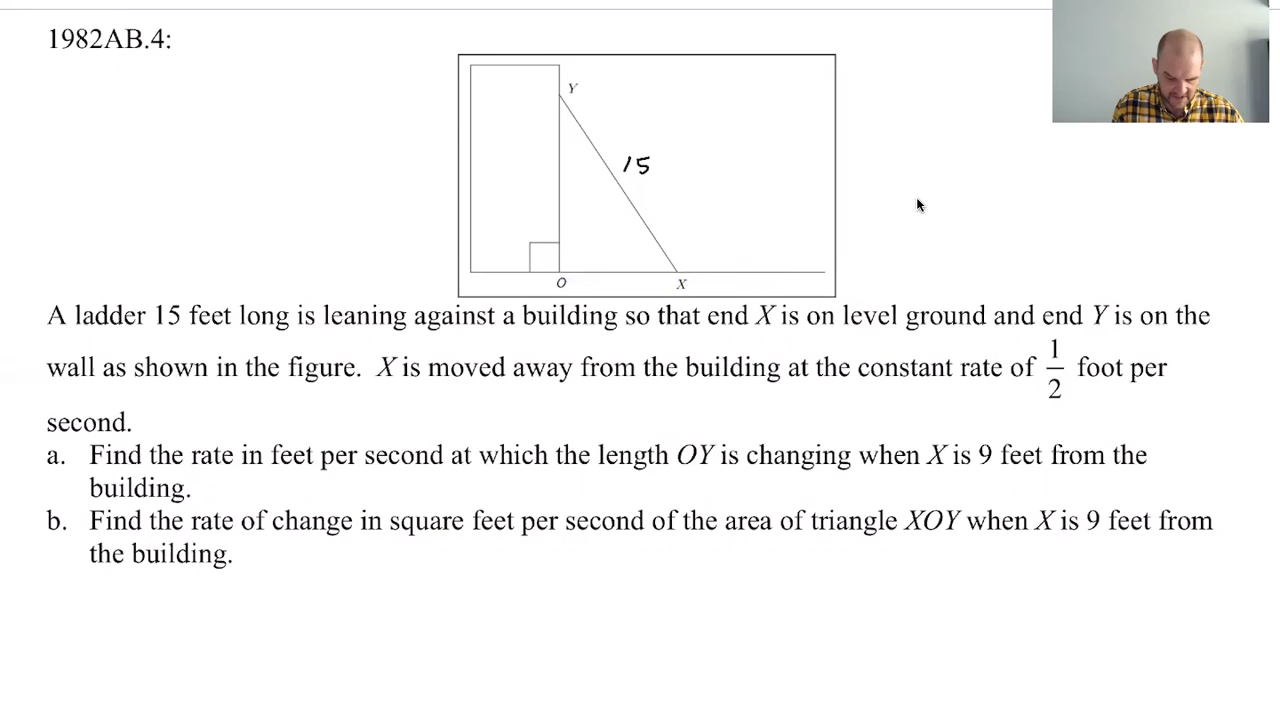 1982AB.4:
Y
15
O
X
A ladder 15 feet long is leaning against a building so that end X is on level ground and end Y is on the
wall as shown in the figure. X is moved away from the building at the constant rate of 1/2 foot per
second.
a. Find the rate in feet per second at which the length OY is changing when X is 9 feet from the
building.
b. Find the rate of change in square feet per second of the area of triangle XOY when X is 9 feet from
the building.